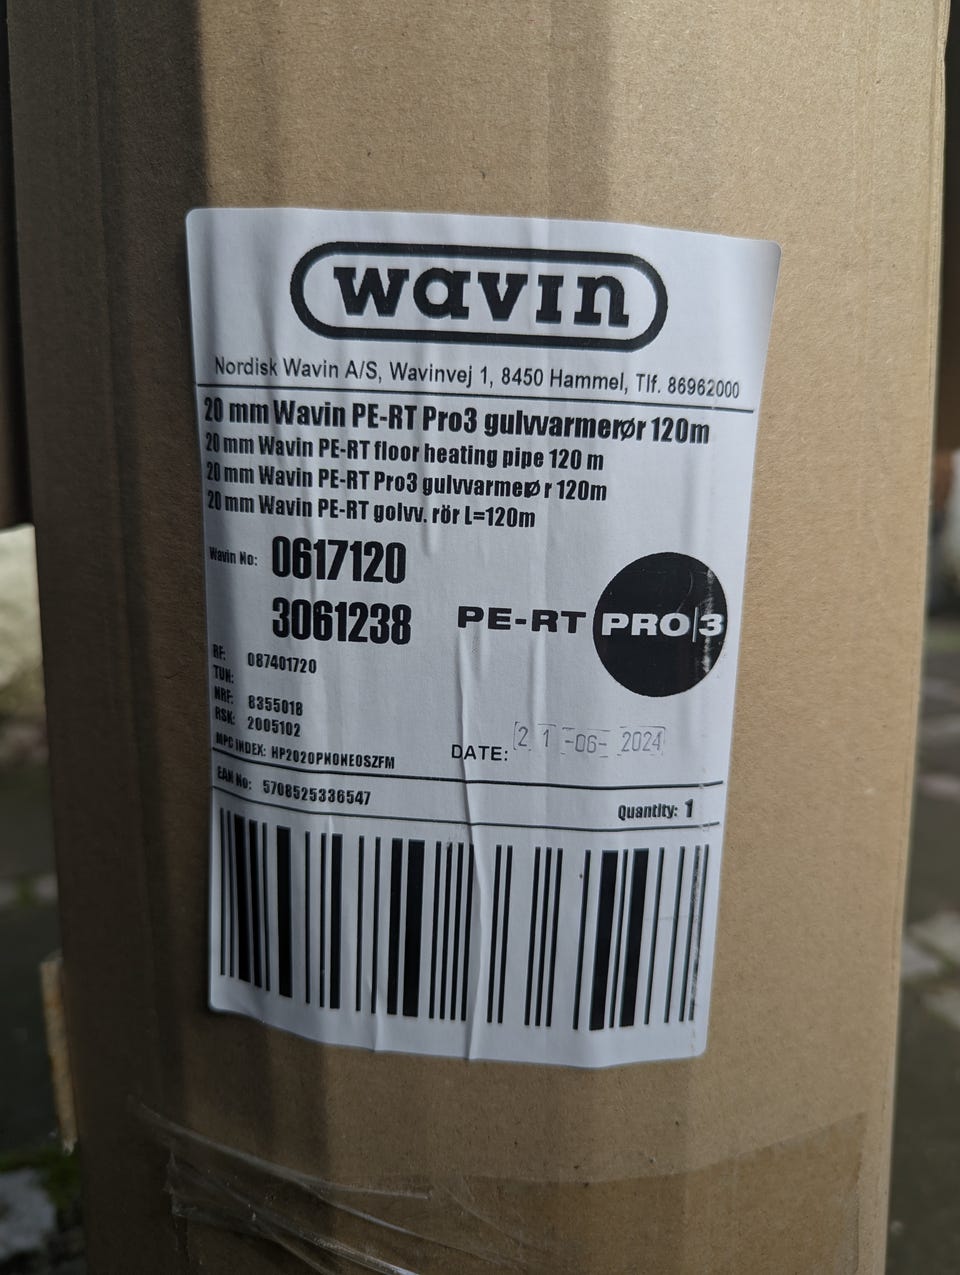 wavin
Nordisk Wavin A/S, Wavinvej 1, 8450 Hammel, Tlf. 86962000
20 mm Wavin PE-RT Pro3 gulvvarmerør 120m
20 mm Wavin PE-RT floor heating pipe 120 m
20 mm Wavin PE-RT Pro3 gulvvarmeør r 120m
20 mm Wavin PE-RT golvv. rör L=120m
Wavin No: 0617120
3061238
PE-RT PRO|3
RF: 087401720
TUN:
NRF: 8355018
RSK: 2005102
MPC INDEX: HP2020PNONEOSZFM
DATE: 21-06-2024
EAN No: 5708525336547
Quantity: 1